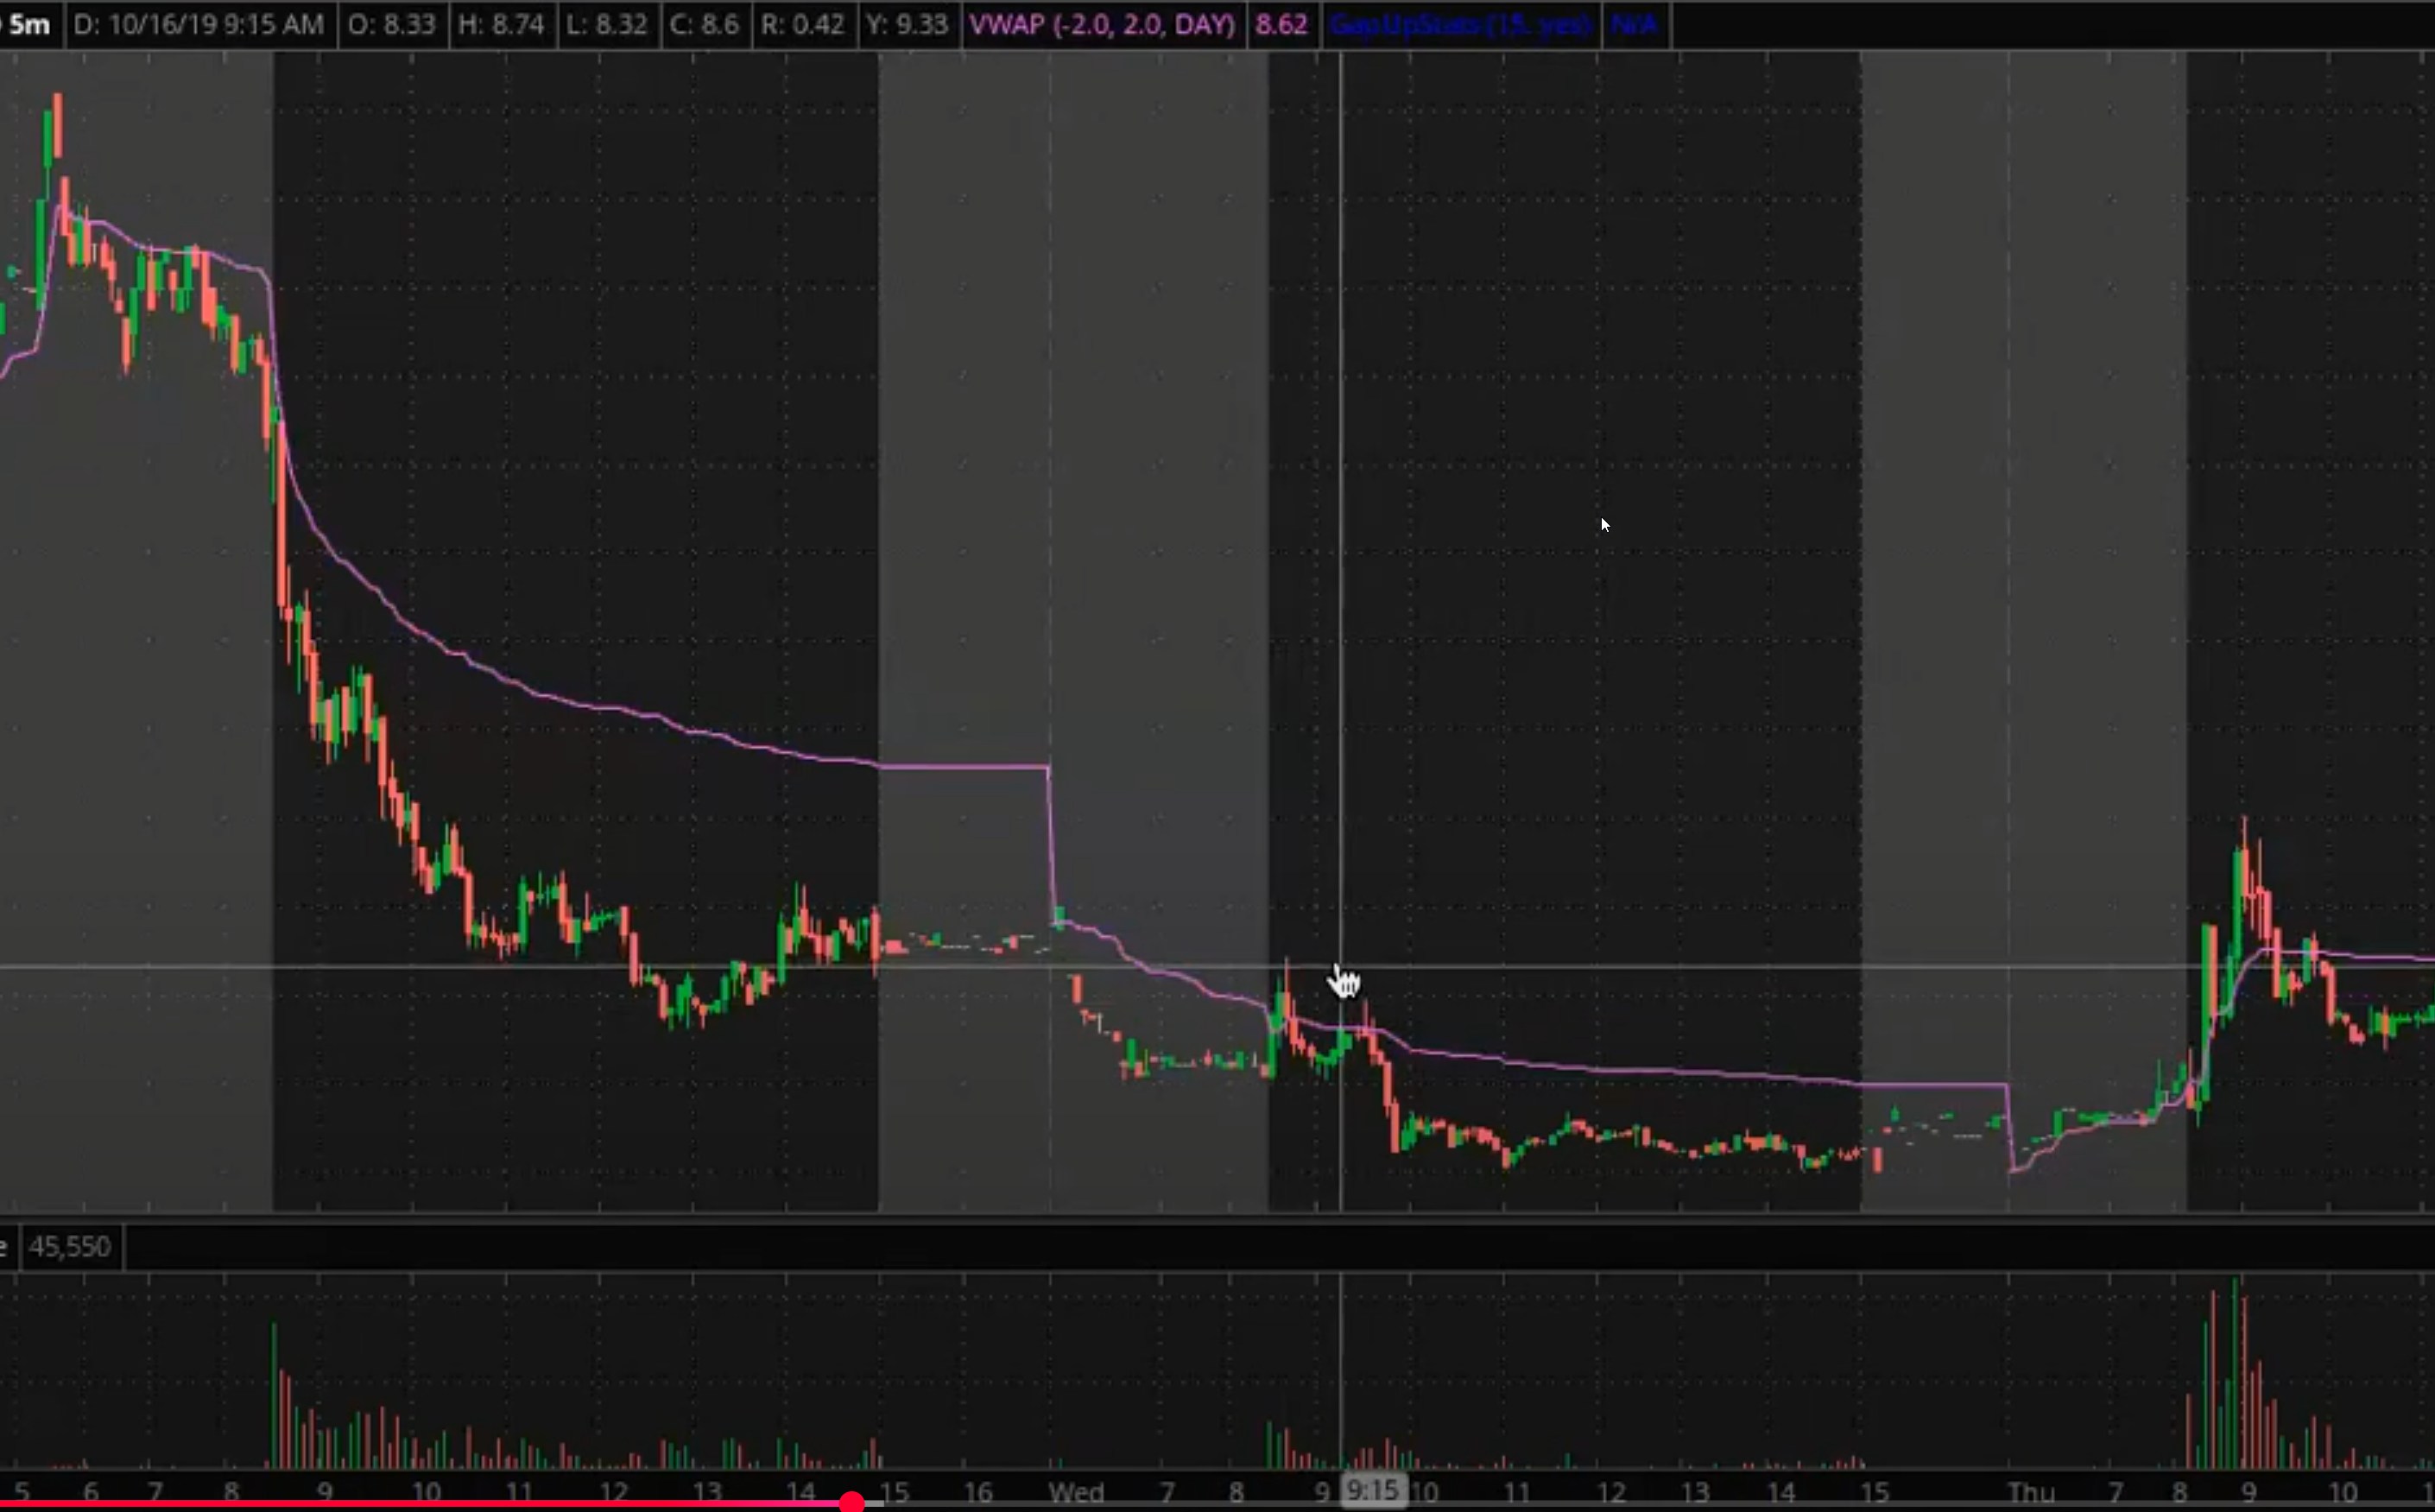 5m D: 10/16/19 9:15 AM O: 8.33 H: 8.74 L: 8.32 C: 8.6 R: 0.42 Y: 9.33 VWAP (-2.0, 2.0, DAY) 8.62 GapUpStats (15, yes) N/A
e 45,550
5 6 7 8 9 10 11 12 13 14 15 16 Wed 7 8 9 9:15 10 11 12 13 14 15 Thu 7 8 9 10